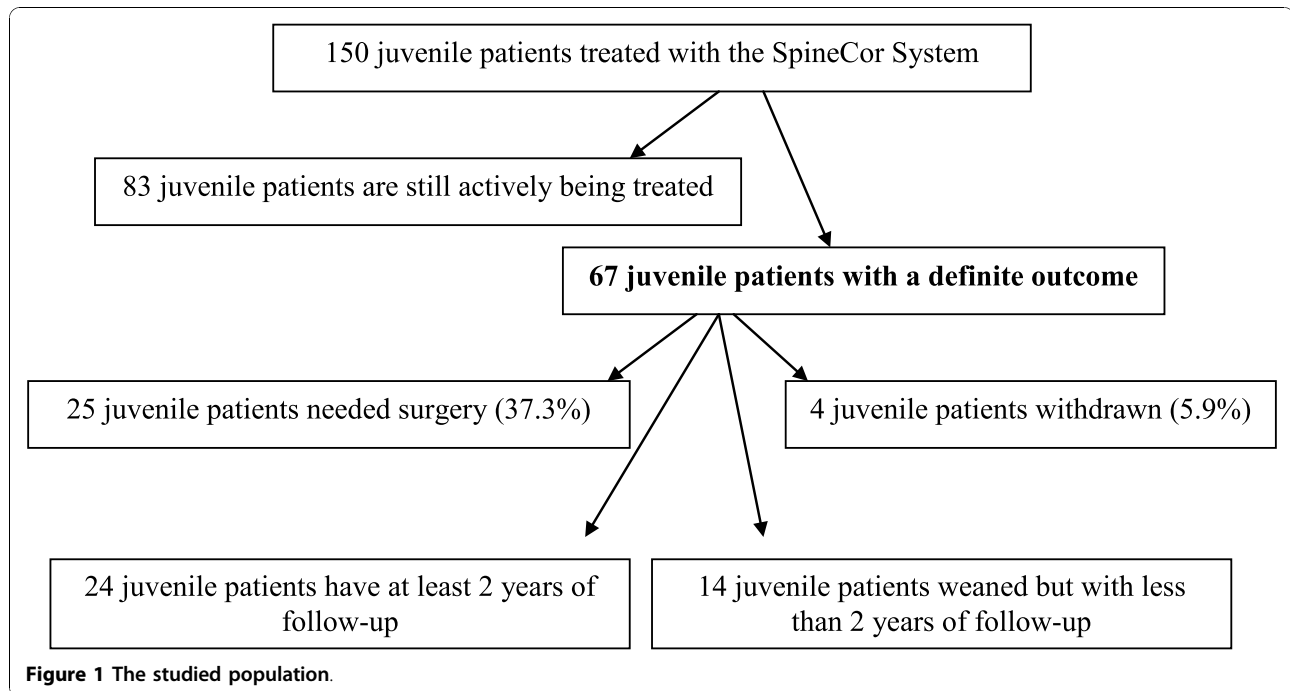 150 juvenile patients treated with the SpineCor System
83 juvenile patients are still actively being treated
67 juvenile patients with a definite outcome
25 juvenile patients needed surgery (37.3%)
4 juvenile patients withdrawn (5.9%)
24 juvenile patients have at least 2 years of
follow-up
14 juvenile patients weaned but with less
than 2 years of follow-up
Figure 1 The studied population.